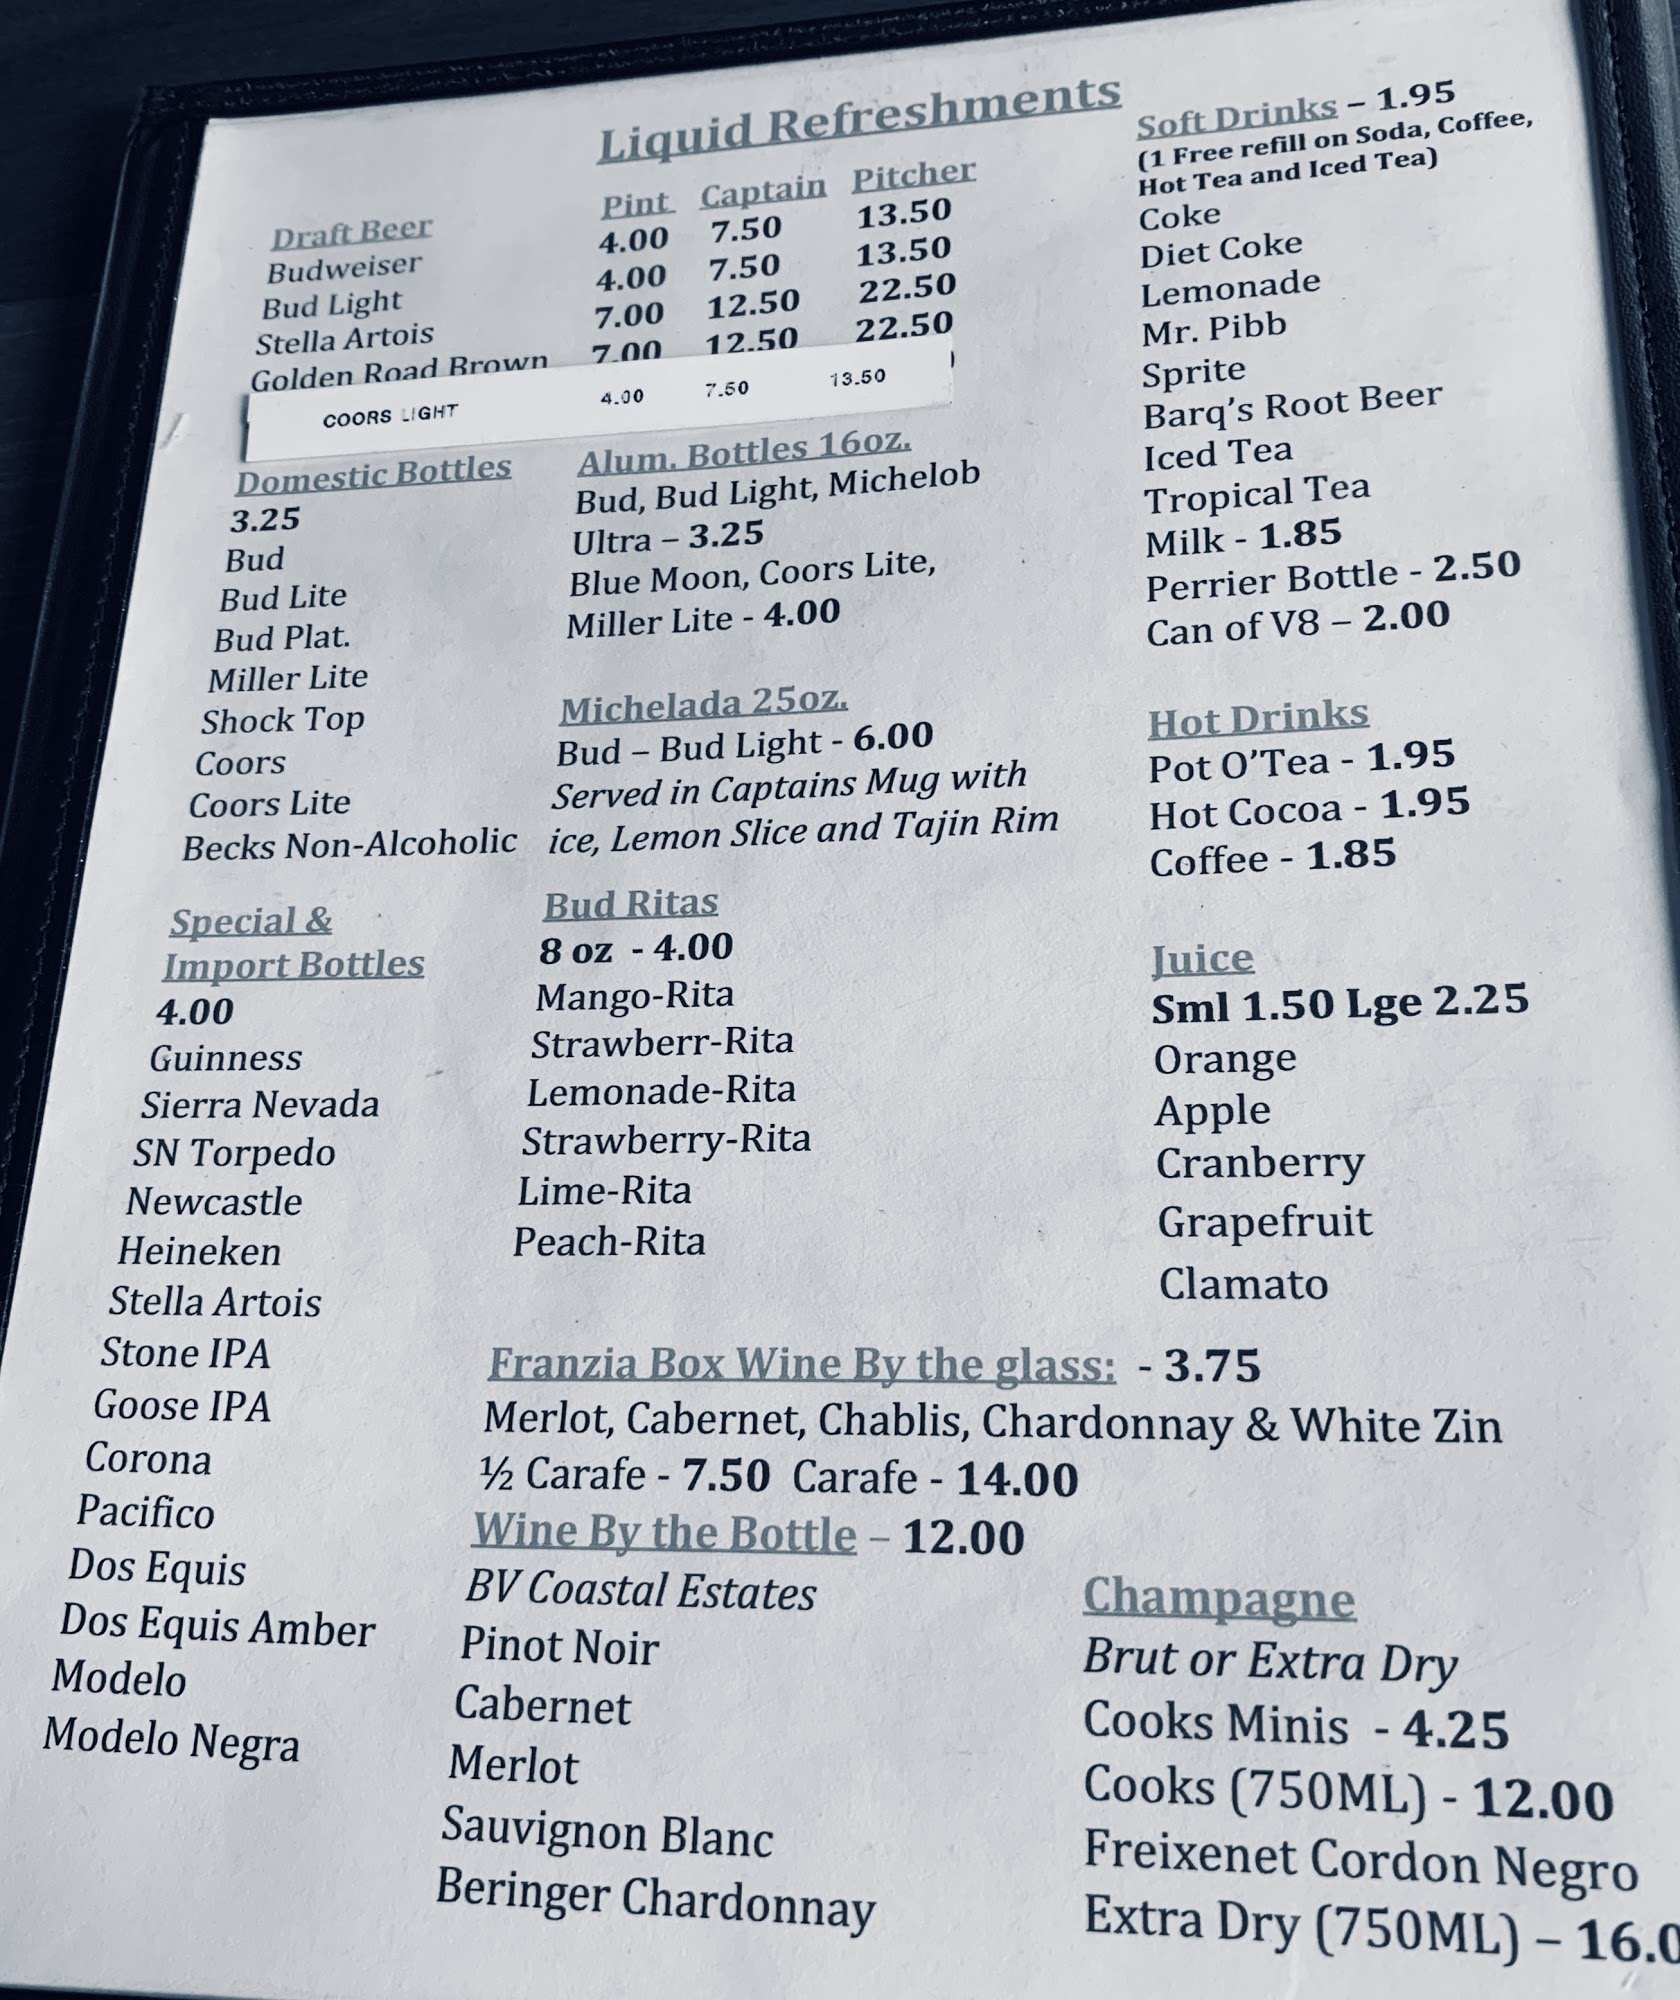 Liquid Refreshments
Draft Beer Pint Captain Pitcher
Budweiser 4.00 7.50 13.50
Bud Light 4.00 7.50 13.50
Stella Artois 7.00 12.50 22.50
Golden Road Brown 7.00 12.50 22.50
COORS LIGHT 4.00 7.50 13.50
Domestic Bottles
3.25
Bud
Bud Lite
Bud Plat.
Miller Lite
Shock Top
Coors
Coors Lite
Becks Non-Alcoholic
Special &
Import Bottles
4.00
Guinness
Sierra Nevada
SN Torpedo
Newcastle
Heineken
Stella Artois
Stone IPA
Goose IPA
Corona
Pacifico
Dos Equis
Dos Equis Amber
Modelo
Modelo Negra
Alum. Bottles 16oz.
Bud, Bud Light, Michelob
Ultra – 3.25
Blue Moon, Coors Lite,
Miller Lite - 4.00
Michelada 25oz.
Bud – Bud Light - 6.00
Served in Captains Mug with
ice, Lemon Slice and Tajin Rim
Bud Ritas
8 oz - 4.00
Mango-Rita
Strawberr-Rita
Lemonade-Rita
Strawberry-Rita
Lime-Rita
Peach-Rita
Soft Drinks – 1.95
(1 Free refill on Soda, Coffee,
Hot Tea and Iced Tea)
Coke
Diet Coke
Lemonade
Mr. Pibb
Sprite
Barq's Root Beer
Iced Tea
Tropical Tea
Milk - 1.85
Perrier Bottle - 2.50
Can of V8 – 2.00
Hot Drinks
Pot O'Tea - 1.95
Hot Cocoa - 1.95
Coffee - 1.85
Juice
Sml 1.50 Lge 2.25
Orange
Apple
Cranberry
Grapefruit
Clamato
Franzia Box Wine By the glass: - 3.75
Merlot, Cabernet, Chablis, Chardonnay & White Zin
½ Carafe - 7.50 Carafe - 14.00
Wine By the Bottle – 12.00
BV Coastal Estates
Pinot Noir
Cabernet
Merlot
Sauvignon Blanc
Beringer Chardonnay
Champagne
Brut or Extra Dry
Cooks Minis - 4.25
Cooks (750ML) - 12.00
Freixenet Cordon Negro
Extra Dry (750ML) – 16.0